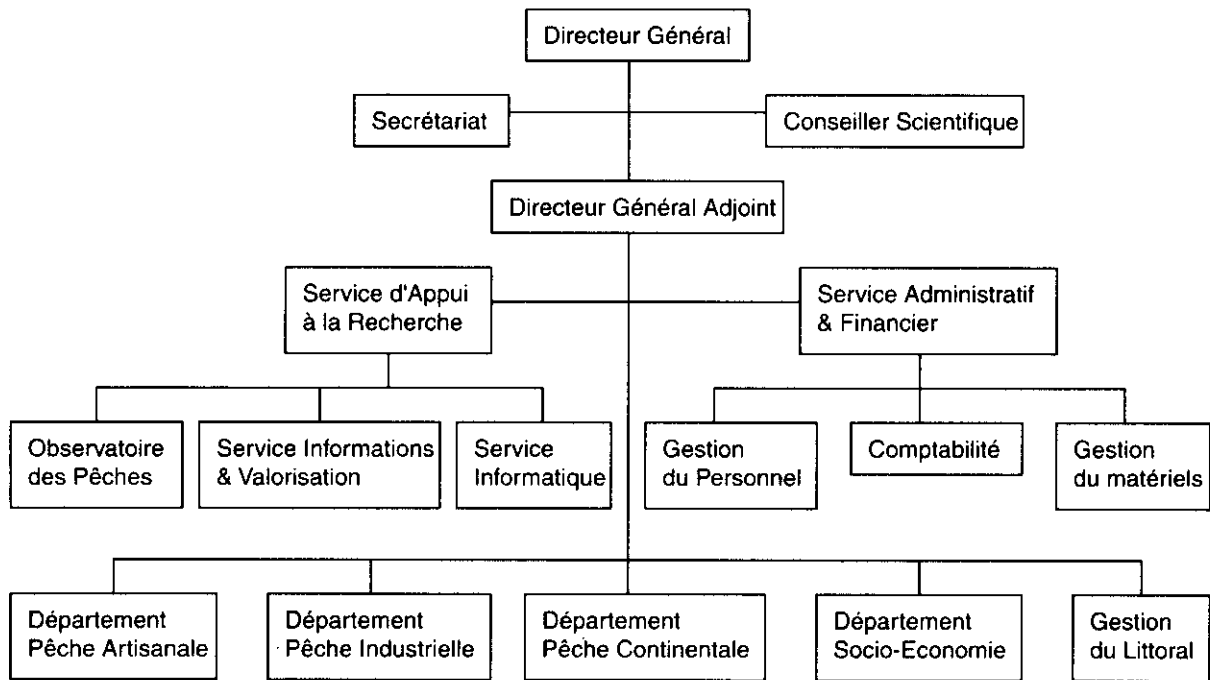 Directeur Général
Secrétariat
Conseiller Scientifique
Directeur Général Adjoint
Service d'Appui
à la Recherche
Service Administratif
& Financier
Observatoire
des Pêches
Service Informations
& Valorisation
Service
Informatique
Gestion
du Personnel
Comptabilité
Gestion
du matériels
Département
Pêche Artisanale
Département
Pêche Industrielle
Département
Pêche Continentale
Département
Socio-Economie
Gestion
du Littoral